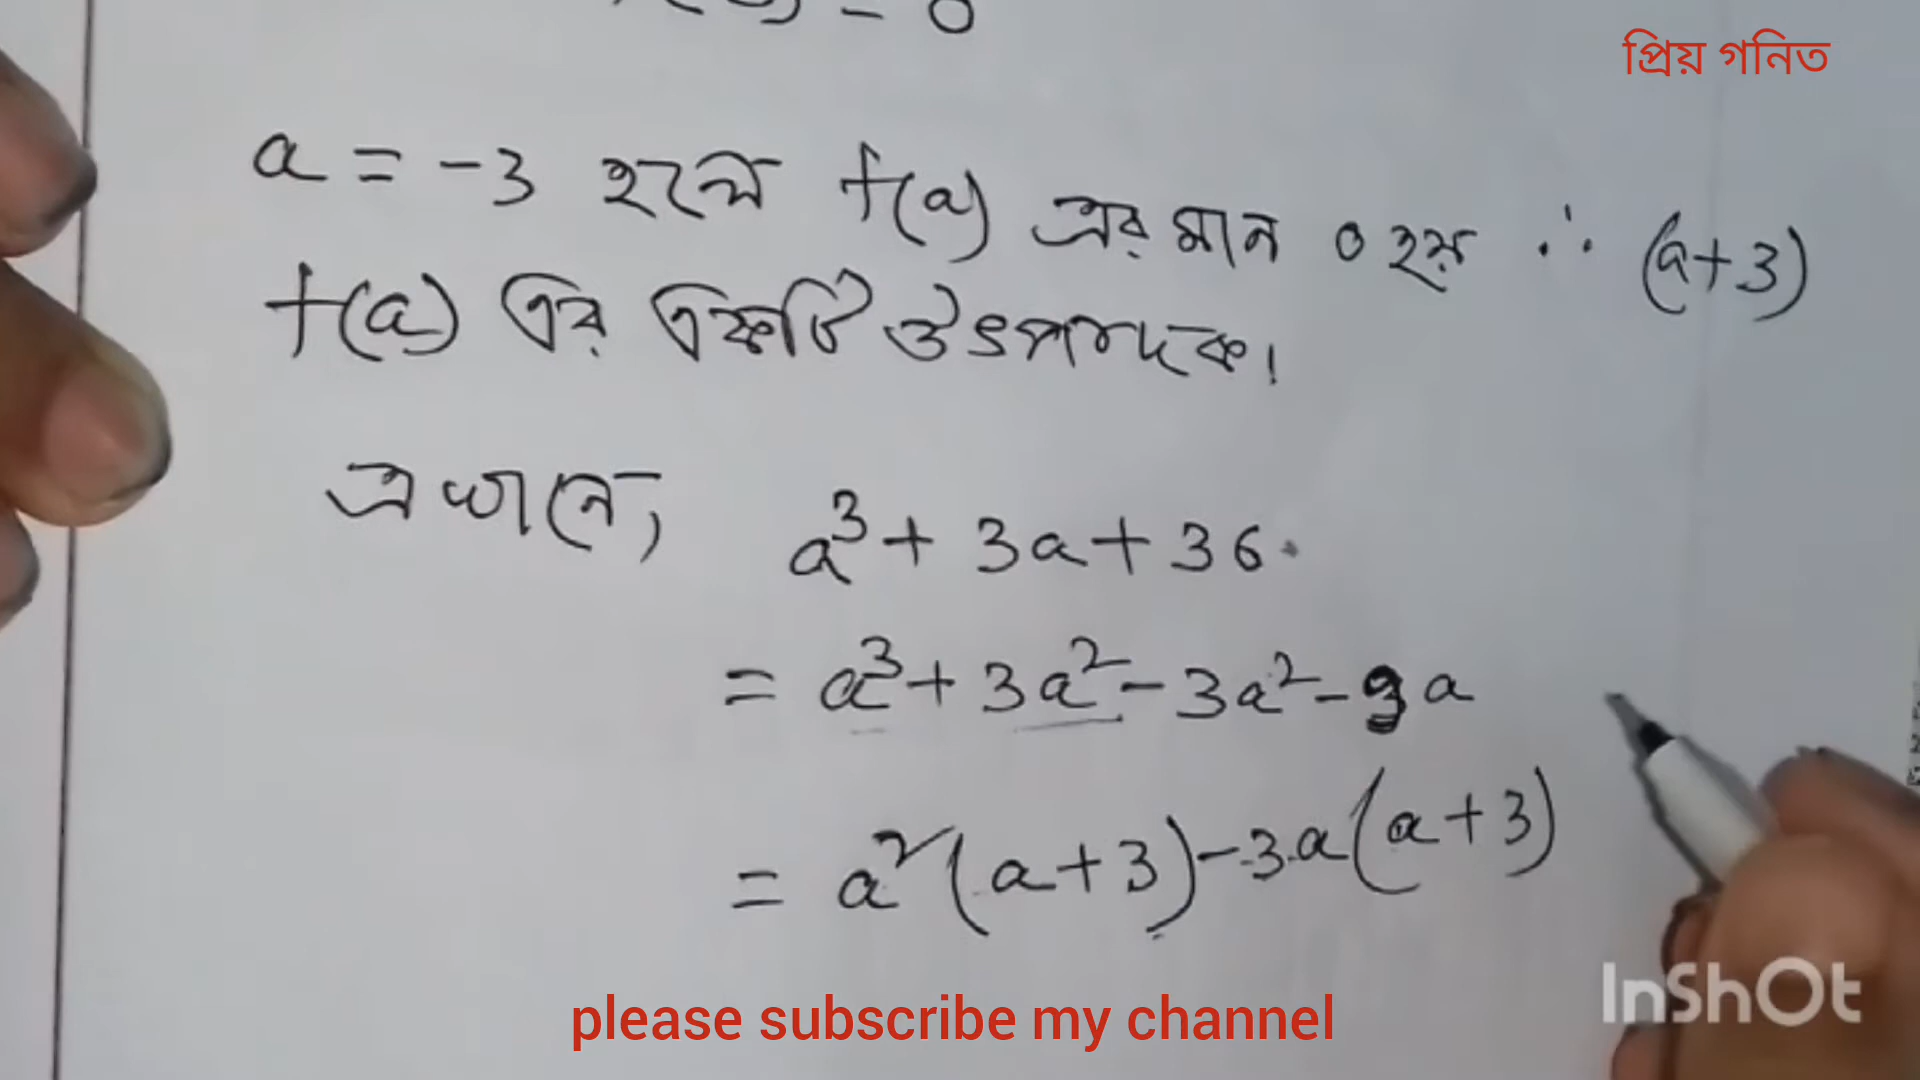 প্রিয় গনিত
a = -3 হলে f(a) এর মান 0 হয় ∴ (a+3)
f(a) এর একটি উৎপাদক।
এখানে, a³ + 3a + 36
= a³ + 3a² - 3a² - 9a
= a²(a+3) - 3a(a+3)
InShOt
please subscribe my channel